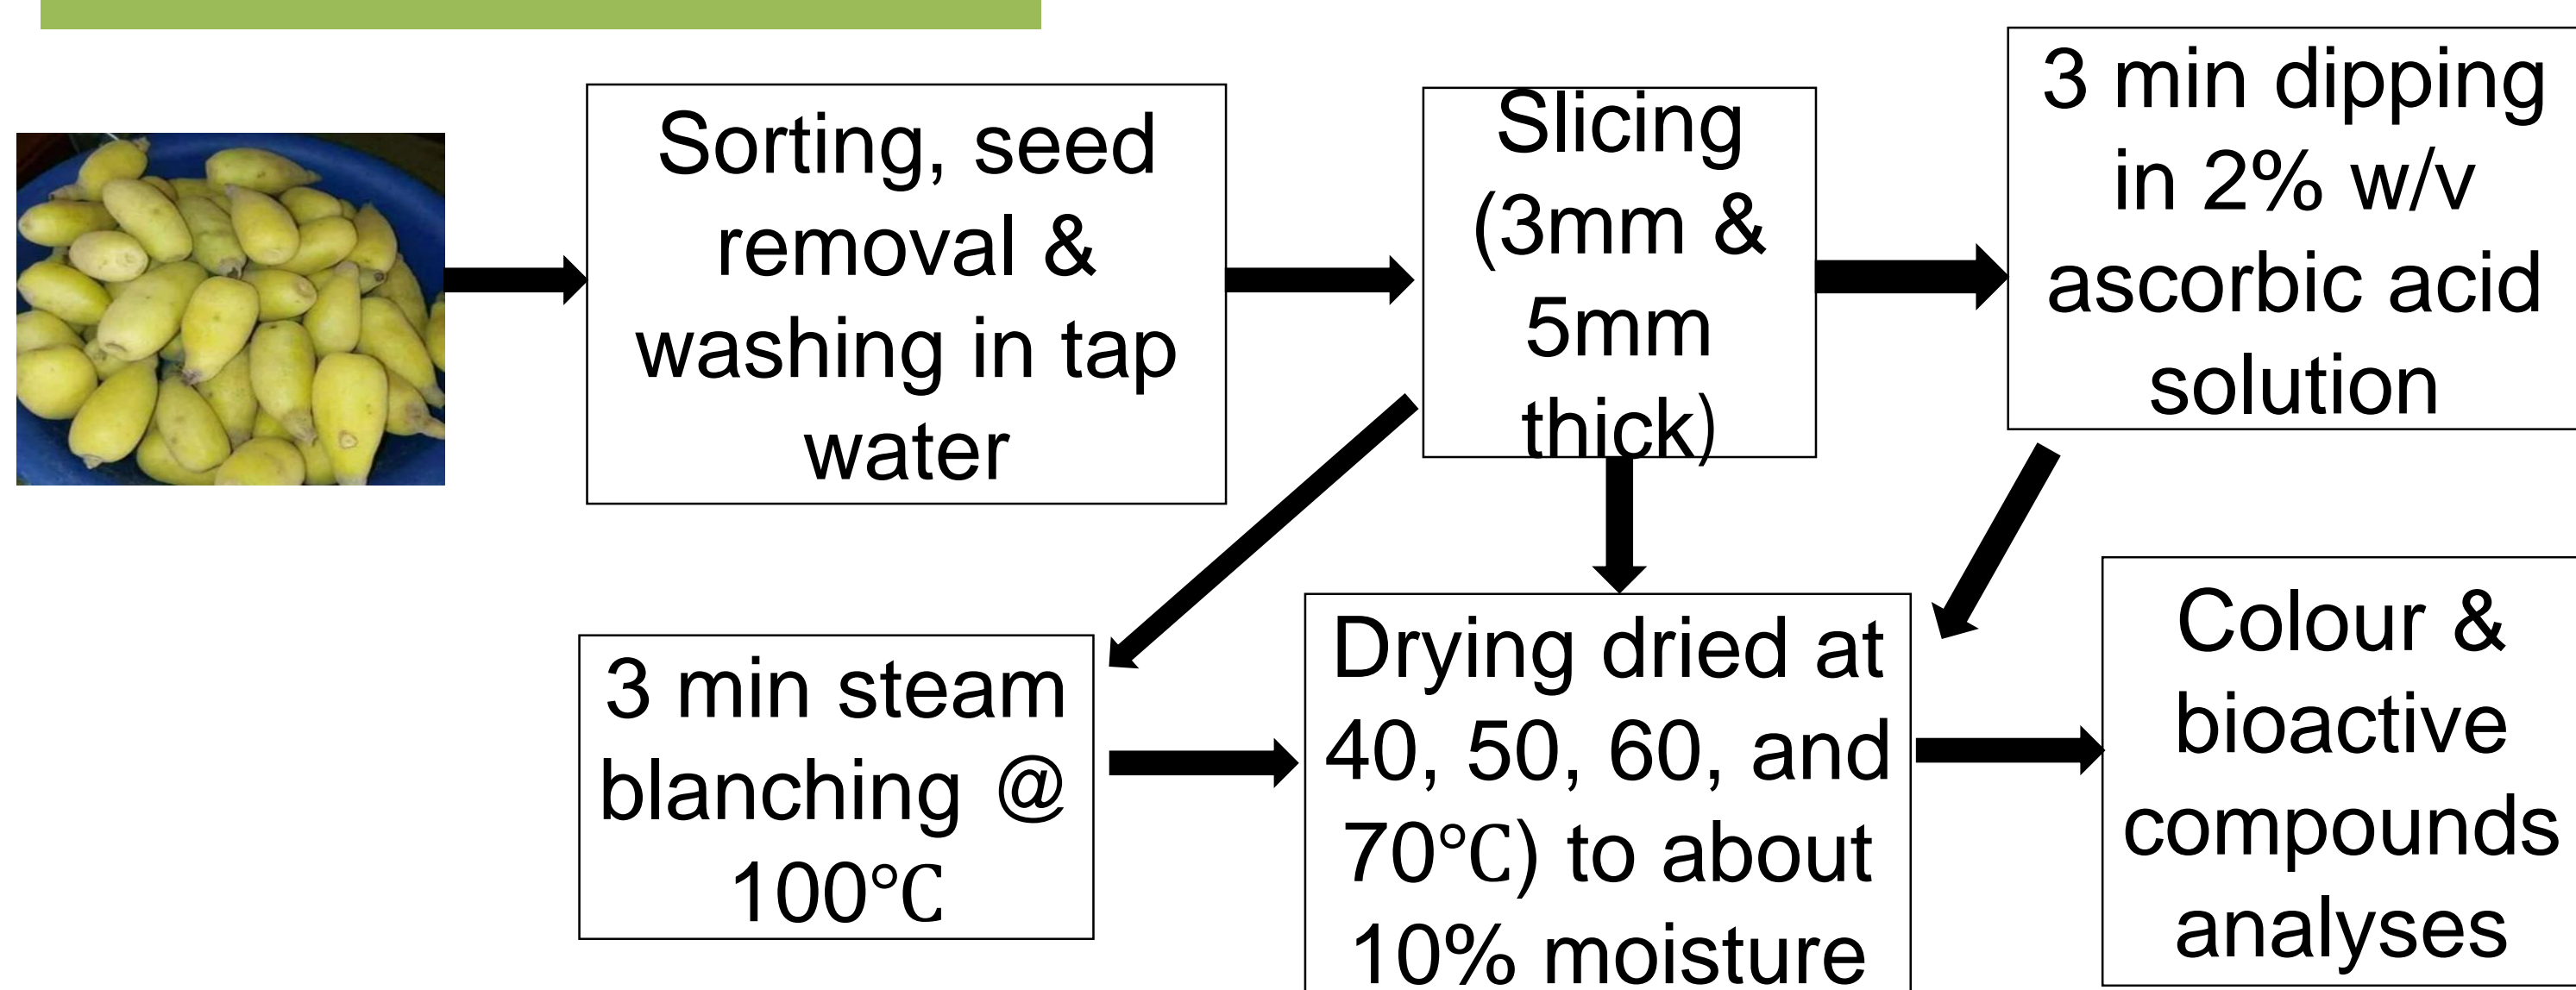 Sorting, seed
removal &
washing in tap
water
Slicing
(3mm &
5mm
thick)
3 min dipping
in 2% w/v
ascorbic acid
solution
3 min steam
blanching @
100°C
Drying dried at
40, 50, 60, and
70°C) to about
10% moisture
Colour &
bioactive
compounds
analyses